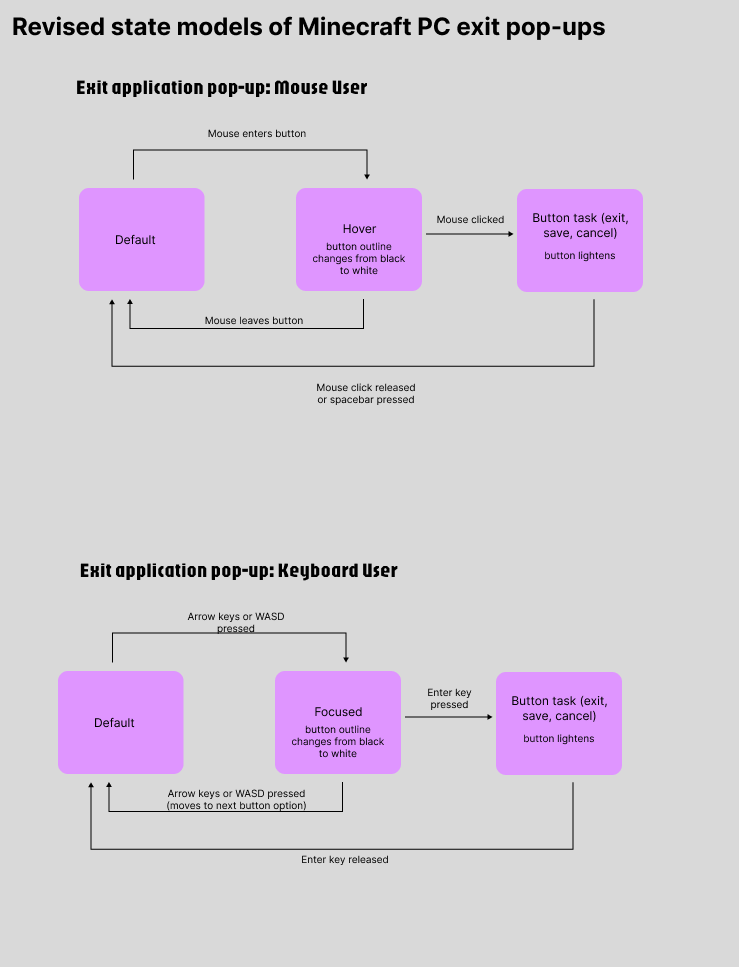 Revised state models of Minecraft PC exit pop-ups
Exit application pop-up: Mouse User
Mouse enters button
Default
Hover
button outline
changes from black
to white
Mouse clicked
Button task (exit,
save, cancel)
button lightens
Mouse leaves button
Mouse click released
or spacebar pressed
Exit application pop-up: Keyboard User
Arrow keys or WASD
pressed
Default
Focused
button outline
changes from black
to white
Enter key
pressed
Button task (exit,
save, cancel)
button lightens
Arrow keys or WASD pressed
(moves to next button option)
Enter key released